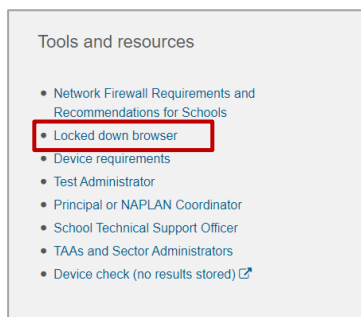 Tools and resources
Network Firewall Requirements and
Recommendations for Schools
Locked down browser
Device requirements
Test Administrator
Principal or NAPLAN Coordinator
School Technical Support Officer
TAAs and Sector Administrators
Device check (no results stored)